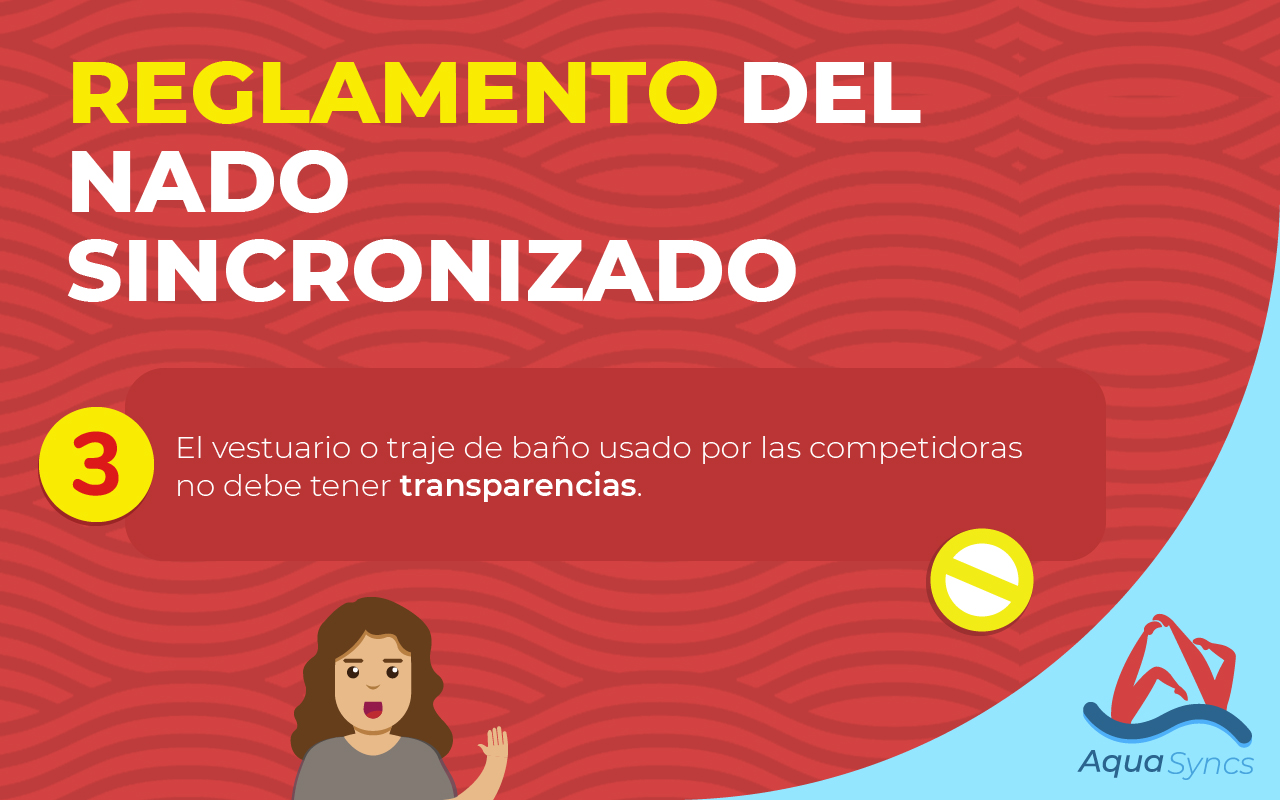 REGLAMENTO DEL
NADO
SINCRONIZADO
3
El vestuario o traje de baño usado por las competidoras
no debe tener transparencias.
Aqua Syncs